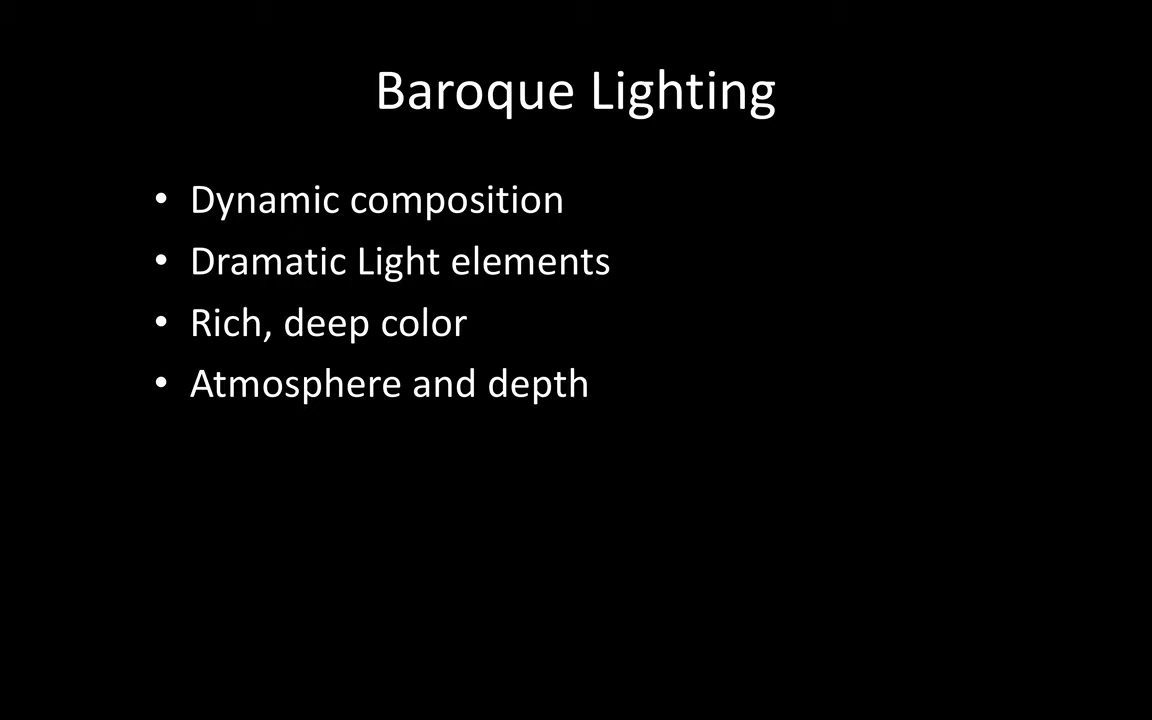 Baroque Lighting
• Dynamic composition
• Dramatic Light elements
• Rich, deep color
• Atmosphere and depth